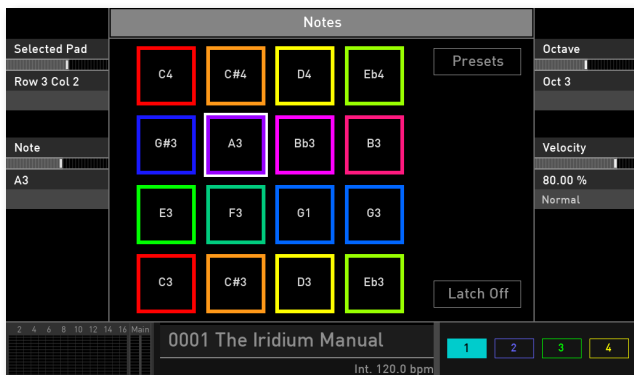 Notes
Selected Pad
Row 3 Col 2
Note
A3
C4 C#4 D4 Eb4
G#3 A3 Bb3 B3
E3 F3 G1 G3
C3 C#3 D3 Eb3
Presets
Latch Off
Octave
Oct 3
Velocity
80.00 %
Normal
2 4 6 8 10 12 14 16 Main
0001 The Iridium Manual
Int. 120.0 bpm
1 2 3 4